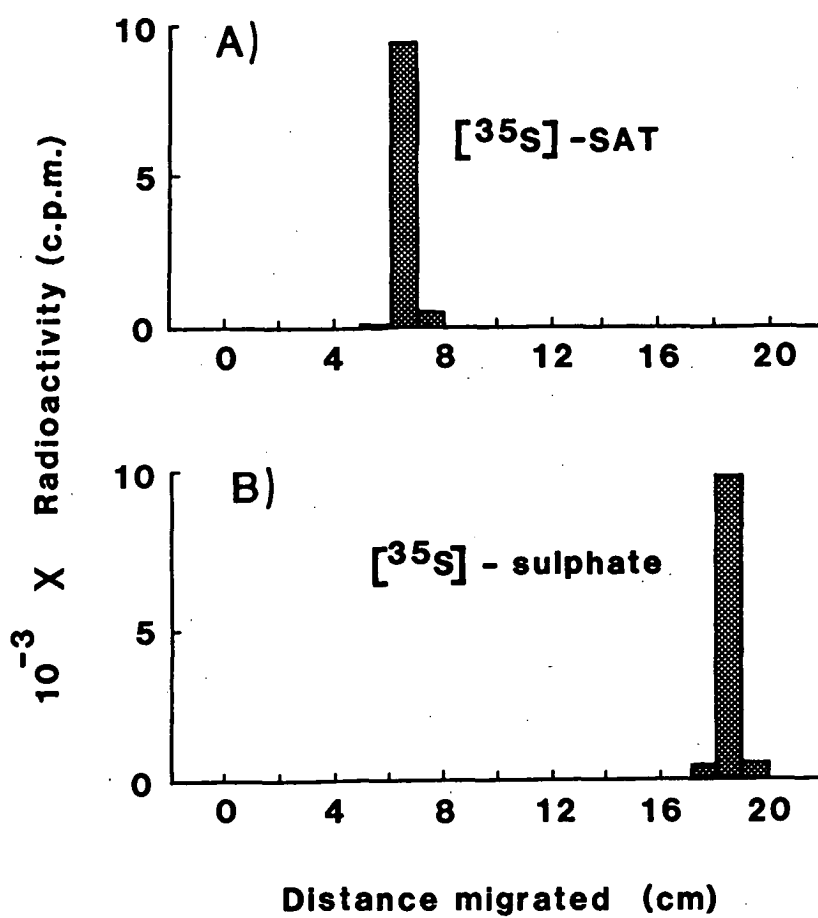 10⁻³ X Radioactivity (c.p.m.)
A)
10
5
0
[³⁵S] -SAT
0 4 8 12 16 20
B)
10
5
0
[³⁵S] - sulphate
0 4 8 12 16 20
Distance migrated (cm)